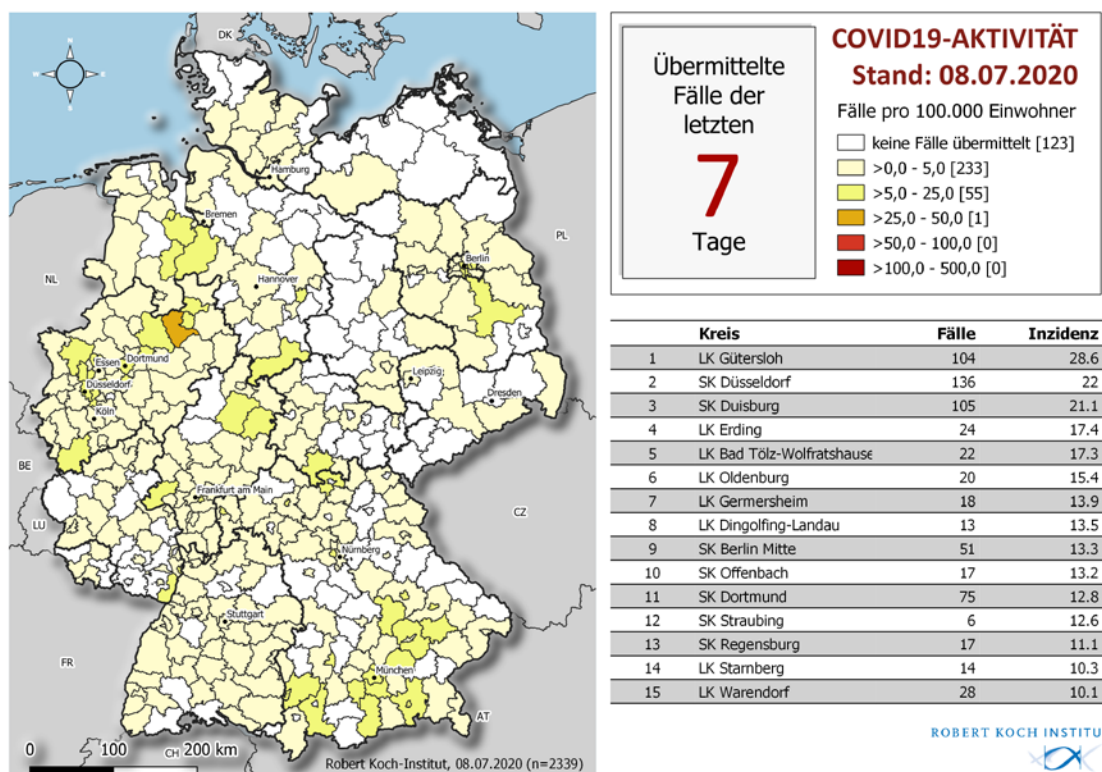 DK
Hamburg
Bremen
PL
Berlin
NL
Hannover
Essen
Dortmund
Düsseldorf
Leipzig
Köln
Dresden
BE
Frankfurt am Main
LU
CZ
Nürnberg
Stuttgart
FR
München
AT
CH
0 100 200 km
Robert Koch-Institut, 08.07.2020 (n=2339)
Übermittelte
Fälle der
letzten
7
Tage
COVID19-AKTIVITÄT
Stand: 08.07.2020
Fälle pro 100.000 Einwohner
keine Fälle übermittelt [123]
>0,0 - 5,0 [233]
>5,0 - 25,0 [55]
>25,0 - 50,0 [1]
>50,0 - 100,0 [0]
>100,0 - 500,0 [0]
Kreis Fälle Inzidenz
1 LK Gütersloh 104 28.6
2 SK Düsseldorf 136 22
3 SK Duisburg 105 21.1
4 LK Erding 24 17.4
5 LK Bad Tölz-Wolfratshause 22 17.3
6 LK Oldenburg 20 15.4
7 LK Germersheim 18 13.9
8 LK Dingolfing-Landau 13 13.5
9 SK Berlin Mitte 51 13.3
10 SK Offenbach 17 13.2
11 SK Dortmund 75 12.8
12 SK Straubing 6 12.6
13 SK Regensburg 17 11.1
14 LK Starnberg 14 10.3
15 LK Warendorf 28 10.1
ROBERT KOCH INSTITU